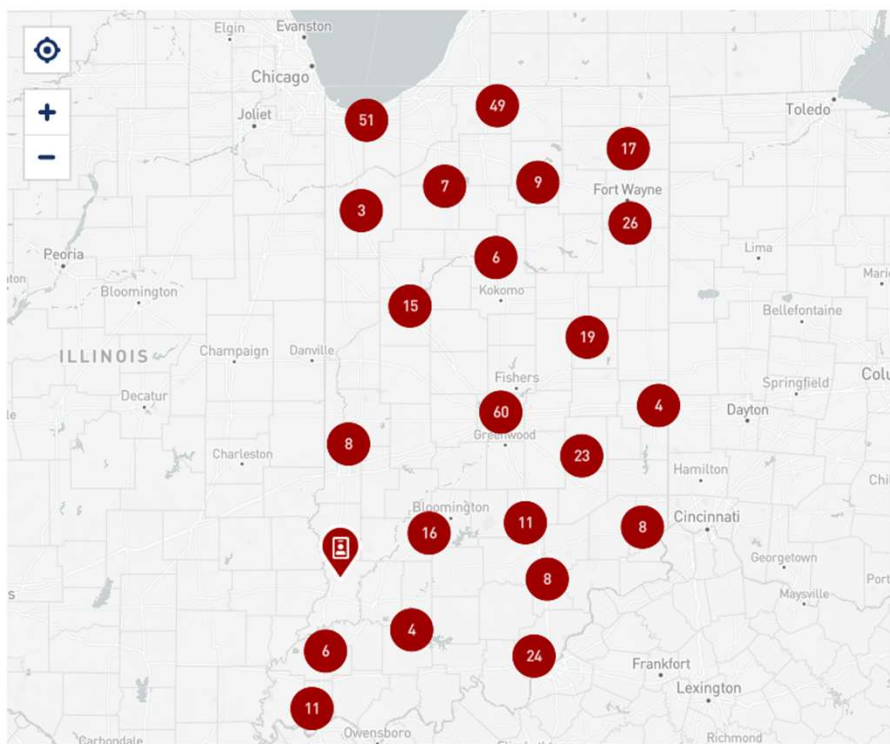 Elgin
Evanston
Chicago
Joliet
Toledo
51
49
17
7
9
Fort Wayne
3
26
Peoria
6
Lima
Bloomington
Kokomo
15
Bellefontaine
19
ILLINOIS
Champaign
Danville
Fishers
Springfield
Decatur
60
4
Dayton
Greenwood
8
23
Charleston
Hamilton
Bloomington
16
11
8
Cincinnati
Georgetown
8
Maysville
4
6
24
Frankfort
Lexington
11
Owensboro
Richmond
Carbondale